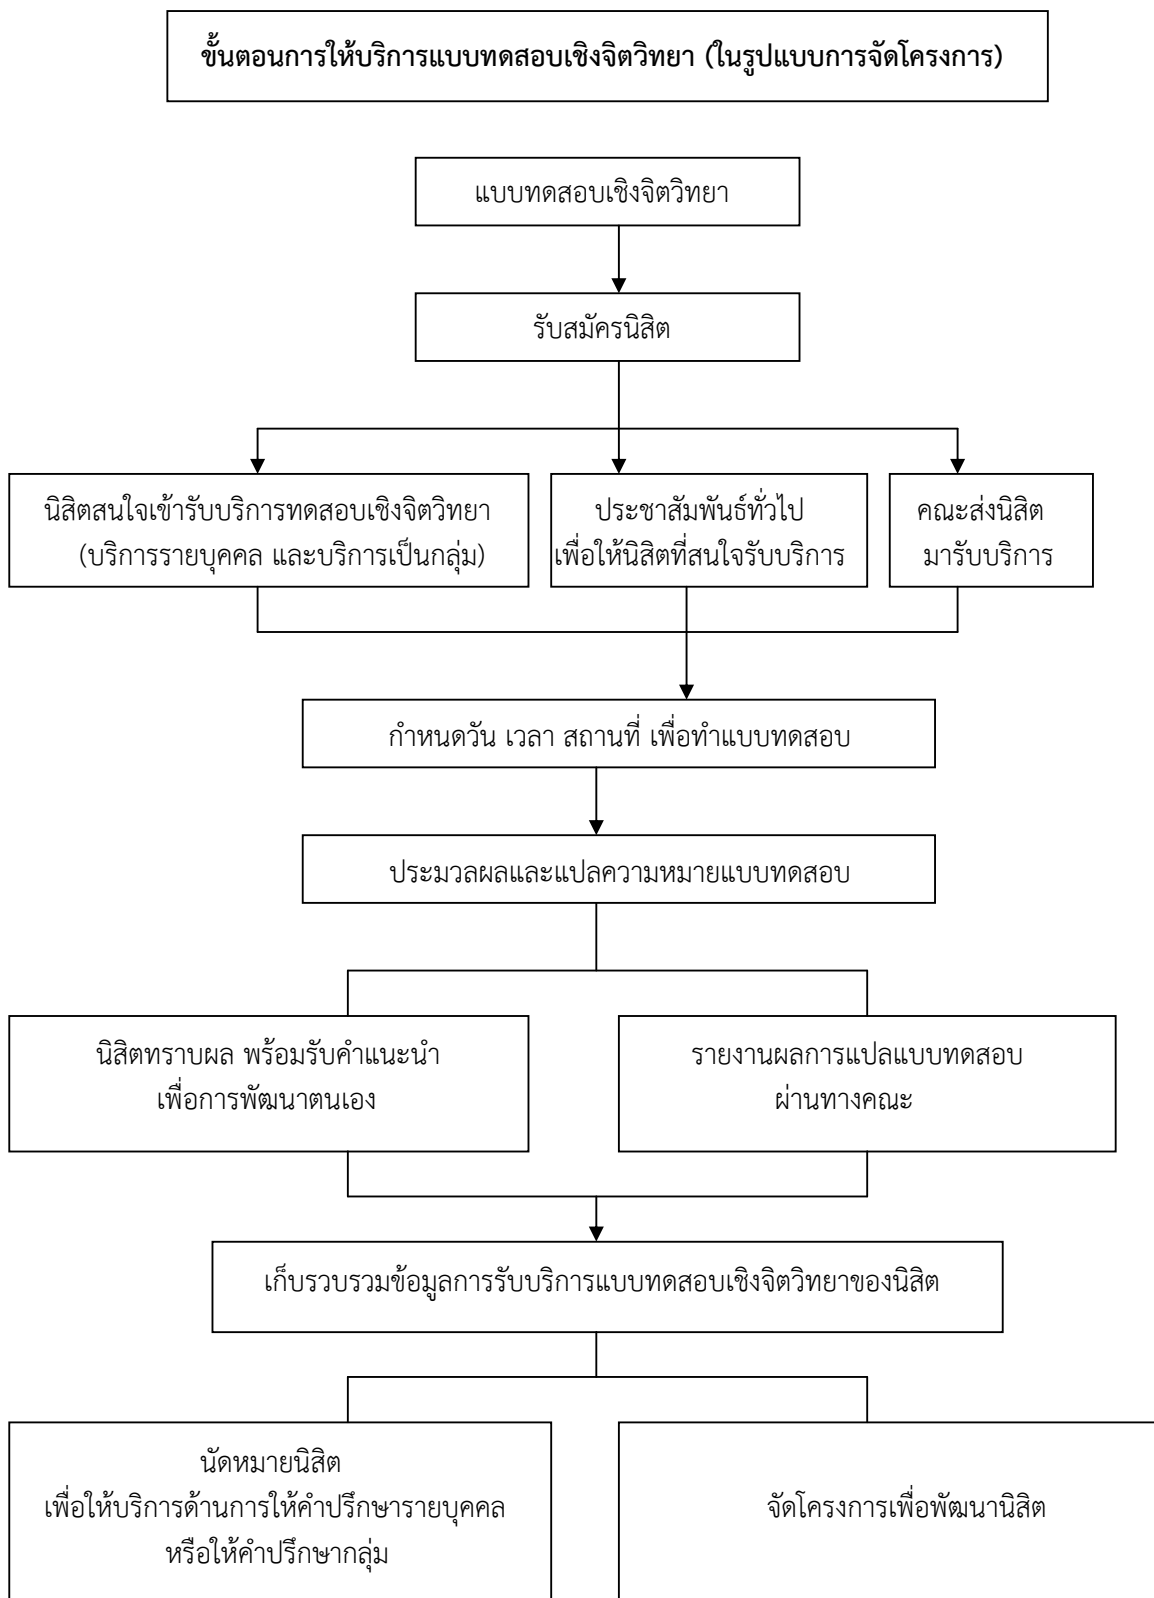 ขั้นตอนการให้บริการแบบทดสอบเชิงจิตวิทยา (ในรูปแบบการจัดโครงการ)
แบบทดสอบเชิงจิตวิทยา
รับสมัครนิสิต
นิสิตสนใจเข้ารับบริการทดสอบเชิงจิตวิทยา
(บริการรายบุคคล และบริการเป็นกลุ่ม)
ประชาสัมพันธ์ทั่วไป
เพื่อให้นิสิตที่สนใจรับบริการ
คณะส่งนิสิต
มารับบริการ
กำหนดวัน เวลา สถานที่ เพื่อทำแบบทดสอบ
ประมวลผลและแปลความหมายแบบทดสอบ
นิสิตทราบผล พร้อมรับคำแนะนำ
เพื่อการพัฒนาตนเอง
รายงานผลการแปลแบบทดสอบ
ผ่านทางคณะ
เก็บรวบรวมข้อมูลการรับบริการแบบทดสอบเชิงจิตวิทยาของนิสิต
นัดหมายนิสิต
เพื่อให้บริการด้านการให้คำปรึกษารายบุคคล
หรือให้คำปรึกษากลุ่ม
จัดโครงการเพื่อพัฒนานิสิต